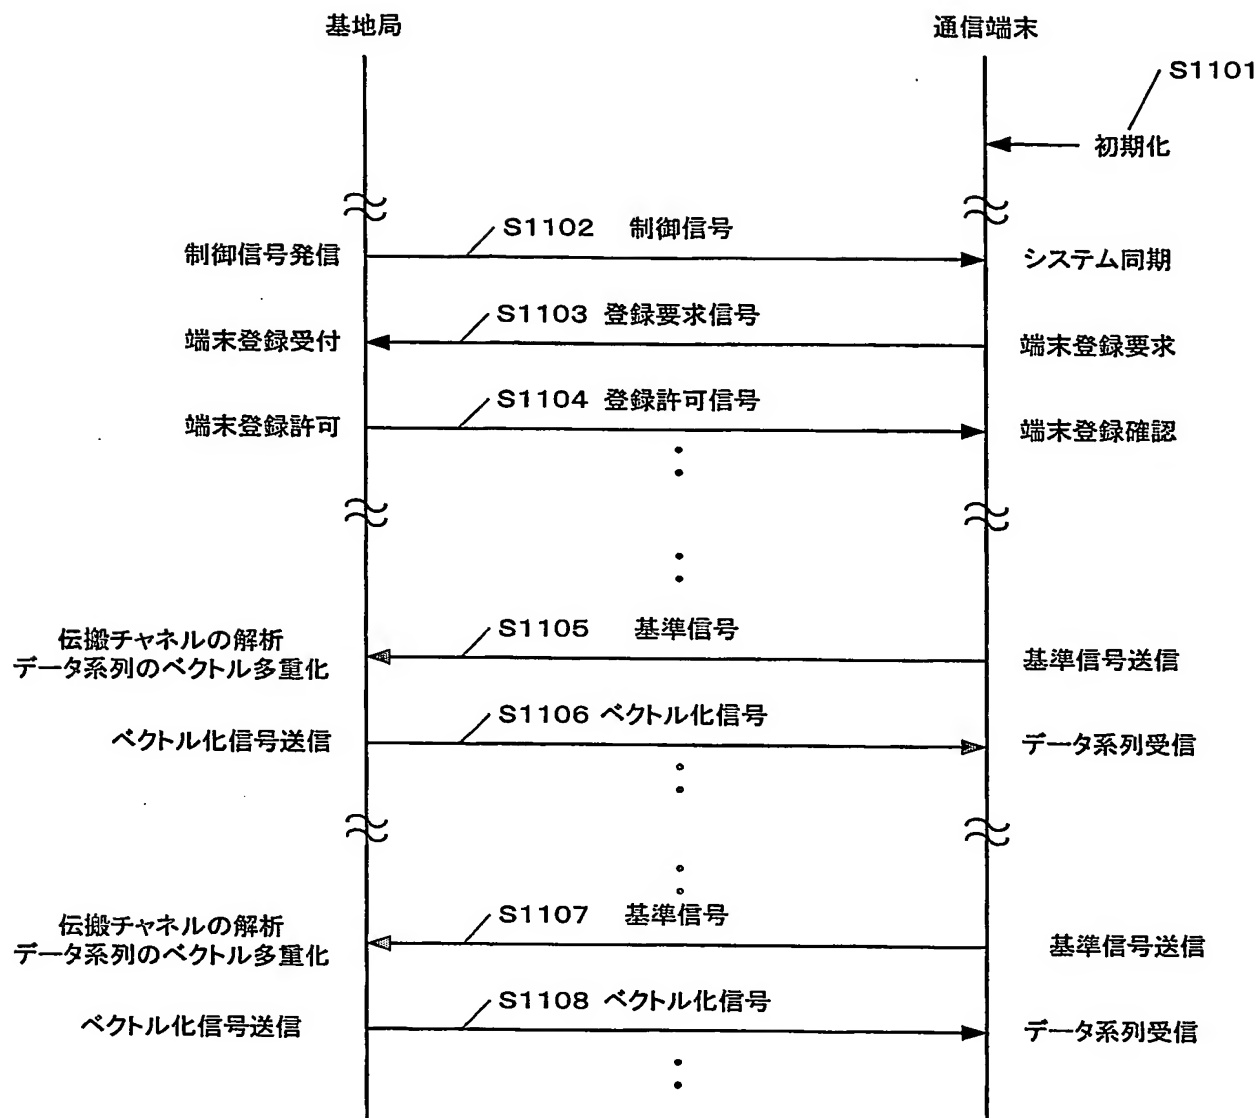 基地局
通信端末
S1101
初期化
S1102 制御信号
制御信号発信
システム同期
S1103 登録要求信号
端末登録受付
端末登録要求
S1104 登録許可信号
端末登録許可
端末登録確認
S1105 基準信号
伝搬チャネルの解析
データ系列のベクトル多重化
基準信号送信
S1106 ベクトル化信号
ベクトル化信号送信
データ系列受信
S1107 基準信号
伝搬チャネルの解析
データ系列のベクトル多重化
基準信号送信
S1108 ベクトル化信号
ベクトル化信号送信
データ系列受信